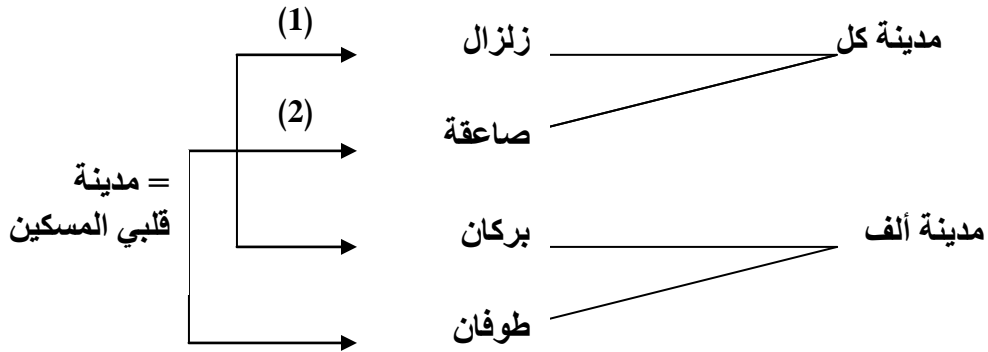 (1)
مدينة كل
زلزال
(2)
صاعقة
= مدينة
قلبي المسكين
مدينة ألف
بركان
طوفان